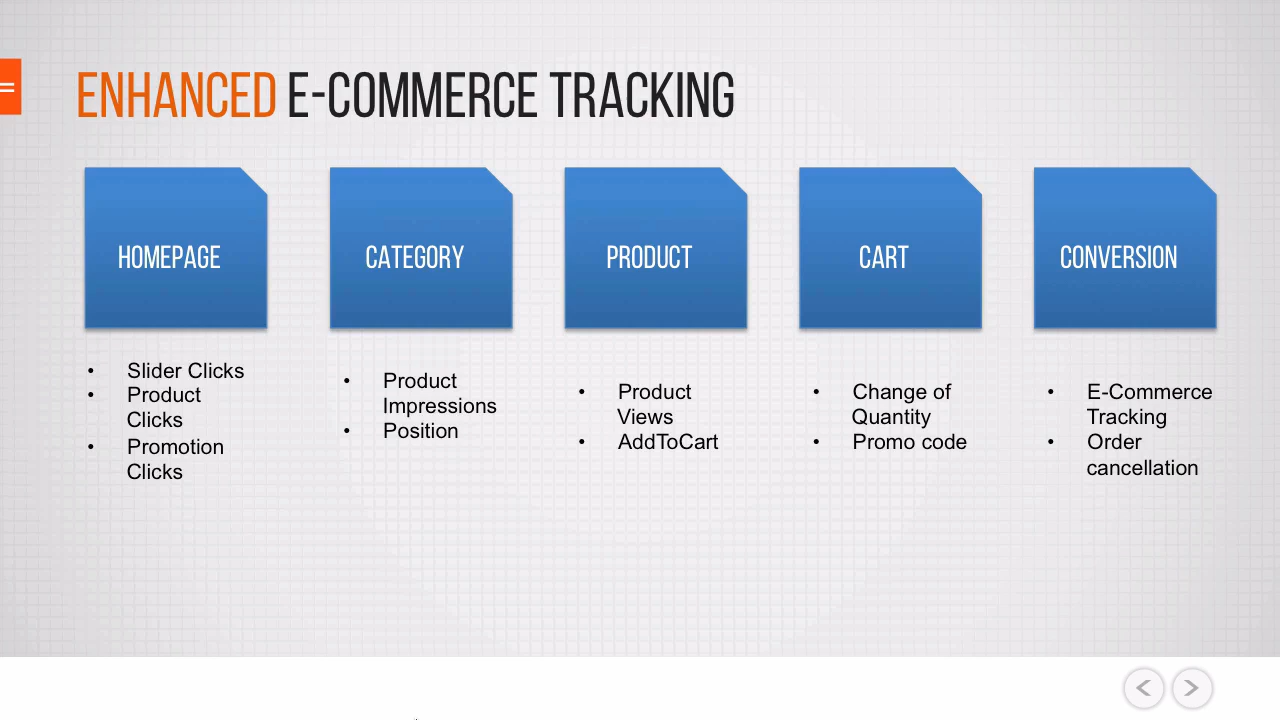 ENHANCED E-COMMERCE TRACKING
HOMEPAGE
CATEGORY
PRODUCT
CART
CONVERSION
• Slider Clicks
• Product
Clicks
• Promotion
Clicks
• Product
Impressions
• Position
• Product
Views
• AddToCart
• Change of
Quantity
• Promo code
• E-Commerce
Tracking
• Order
cancellation